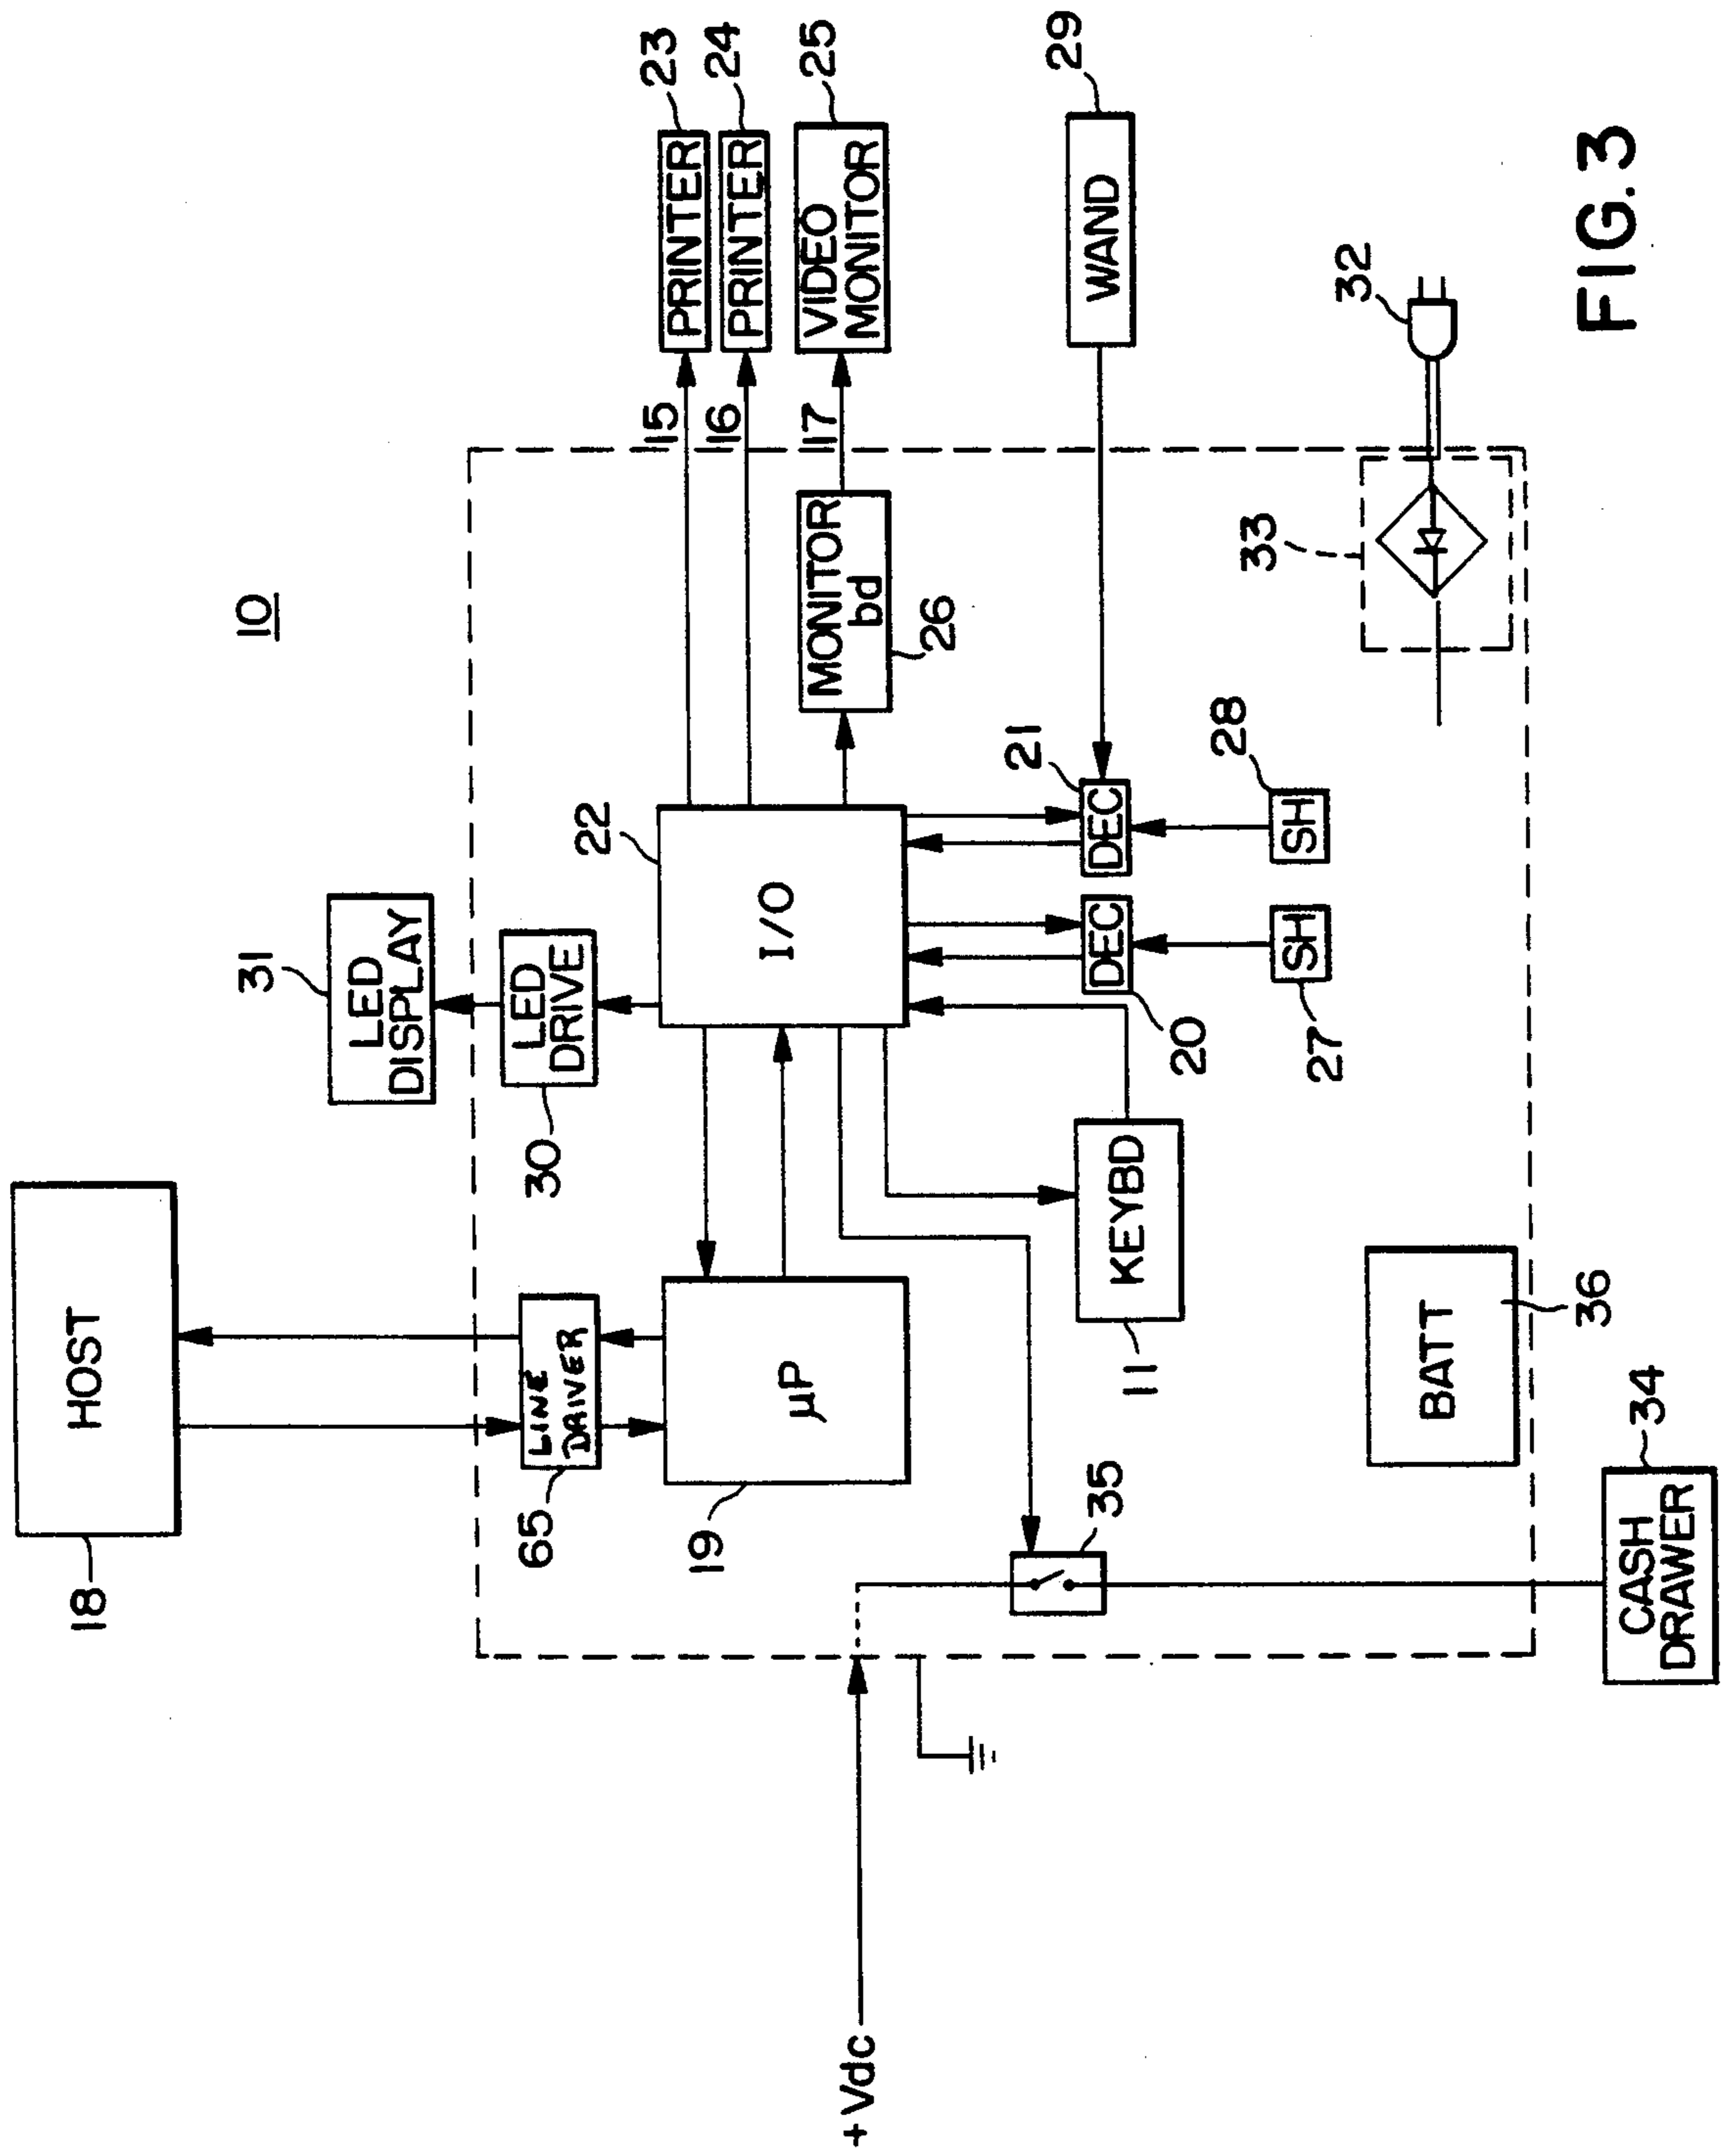 10
HOST
18
LED
DISPLAY
31
LINE
DRIVER
65
LED
DRIVE
30
µP
19
I/O
22
15
PRINTER
23
16
PRINTER
24
17
VIDEO
MONITOR
25
MONITOR
bd
26
+Vdc
35
KEYBD
11
DEC
20
DEC
21
WAND
29
SH
27
SH
28
33
32
BATT
36
CASH
DRAWER
34
FIG.3